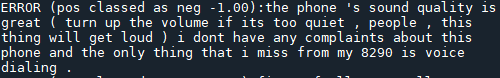 ERROR (pos classed as neg -1.00):the phone 's sound quality is
great ( turn up the volume if its too quiet , people , this
thing will get loud ) i dont have any complaints about this
phone and the only thing that i miss from my 8290 is voice
dialing .